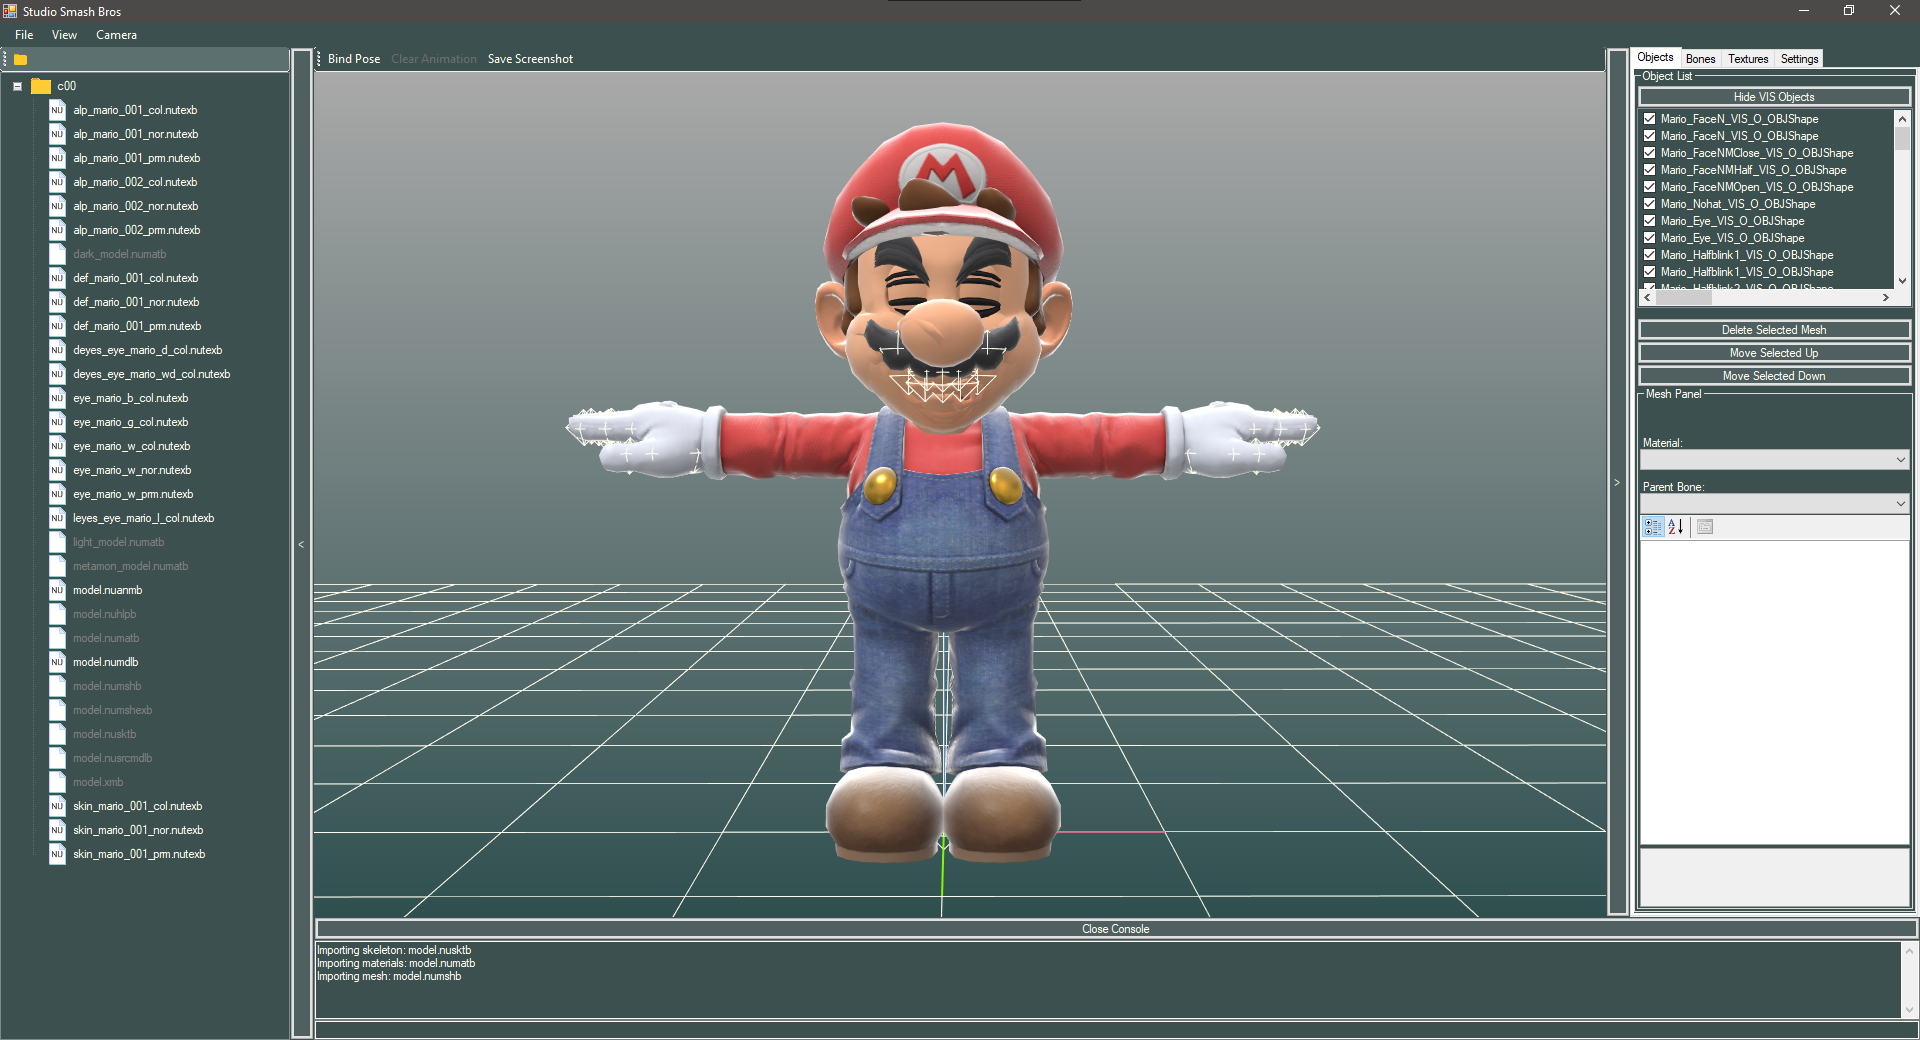 Studio Smash Bros
File View Camera
c00
alp_mario_001_col.nutexb
alp_mario_001_nor.nutexb
alp_mario_001_prm.nutexb
alp_mario_002_col.nutexb
alp_mario_002_nor.nutexb
alp_mario_002_prm.nutexb
dark_model.numatb
def_mario_001_col.nutexb
def_mario_001_nor.nutexb
def_mario_001_prm.nutexb
deyes_eye_mario_d_col.nutexb
deyes_eye_mario_wd_col.nutexb
eye_mario_b_col.nutexb
eye_mario_g_col.nutexb
eye_mario_w_col.nutexb
eye_mario_w_nor.nutexb
eye_mario_w_prm.nutexb
leyes_eye_mario_l_col.nutexb
light_model.numatb
metamon_model.numatb
model.nuanmb
model.nuhlpb
model.numatb
model.numdlb
model.numshb
model.numshexb
model.nusktb
model.nusrcmdlb
model.xmb
skin_mario_001_col.nutexb
skin_mario_001_nor.nutexb
skin_mario_001_prm.nutexb
Bind Pose Clear Animation Save Screenshot
M
Close Console
Importing skeleton: model.nusktb
Importing materials: model.numatb
Importing mesh: model.numshb
Objects Bones Textures Settings
Object List
Hide VIS Objects
Mario_FaceN_VIS_O_OBJShape
Mario_FaceN_VIS_O_OBJShape
Mario_FaceNMClose_VIS_O_OBJShape
Mario_FaceNMHalf_VIS_O_OBJShape
Mario_FaceNMOpen_VIS_O_OBJShape
Mario_Nohat_VIS_O_OBJShape
Mario_Eye_VIS_O_OBJShape
Mario_Eye_VIS_O_OBJShape
Mario_Halfblink1_VIS_O_OBJShape
Mario_Halfblink1_VIS_O_OBJShape
Mario_Halfblink2_VIS_O_OBJShape
Delete Selected Mesh
Move Selected Up
Move Selected Down
Mesh Panel
Material:
Parent Bone: